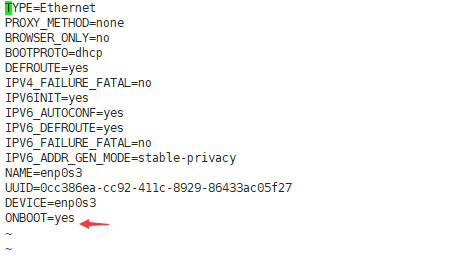 TYPE=Ethernet
PROXY_METHOD=none
BROWSER_ONLY=no
BOOTPROTO=dhcp
DEFROUTE=yes
IPV4_FAILURE_FATAL=no
IPV6INIT=yes
IPV6_AUTOCONF=yes
IPV6_DEFROUTE=yes
IPV6_FAILURE_FATAL=no
IPV6_ADDR_GEN_MODE=stable-privacy
NAME=enp0s3
UUID=0cc386ea-cc92-411c-8929-86433ac05f27
DEVICE=enp0s3
ONBOOT=yes
~
~